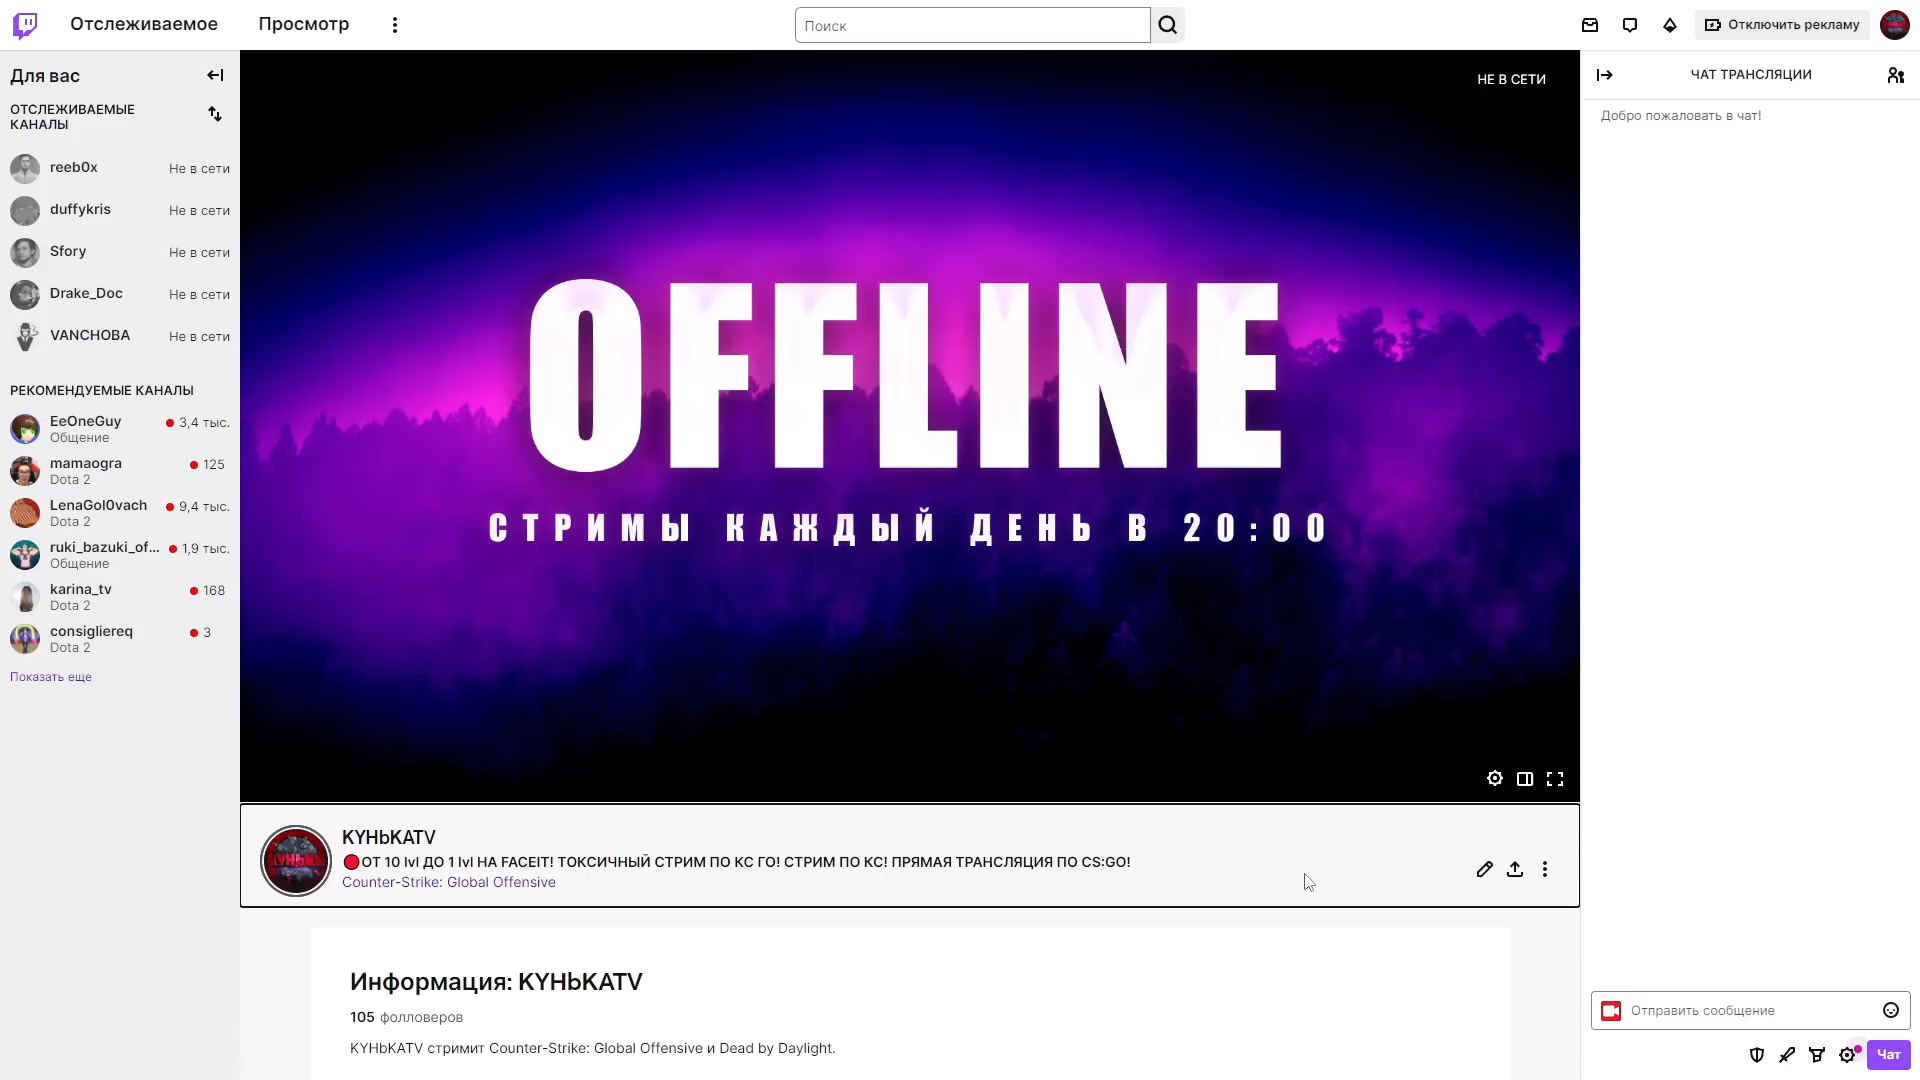 Отслеживаемое
Просмотр
Поиск
Отключить рекламу
Для вас
ОТСЛЕЖИВАЕМЫЕ
КАНАЛЫ
reeb0x
Не в сети
duffykris
Не в сети
Sfory
Не в сети
Drake_Doc
Не в сети
VANCHOBA
Не в сети
РЕКОМЕНДУЕМЫЕ КАНАЛЫ
EeOneGuy
3,4 тыс.
Общение
mamaogra
125
Dota 2
LenaGol0vach
9,4 тыс.
Dota 2
ruki_bazuki_of...
1,9 тыс.
Общение
karina_tv
168
Dota 2
consigliereq
3
Dota 2
Показать еще
НЕ В СЕТИ
OFFLINE
СТРИМЫ КАЖДЫЙ ДЕНЬ В 20:00
KYHbKATV
ОТ 10 lvl ДО 1 lvl НА FACEIT! ТОКСИЧНЫЙ СТРИМ ПО КС ГО! СТРИМ ПО КС! ПРЯМАЯ ТРАНСЛЯЦИЯ ПО CS:GO!
Counter-Strike: Global Offensive
Информация: KYHbKATV
105 фолловеров
KYHbKATV стримит Counter-Strike: Global Offensive и Dead by Daylight.
ЧАТ ТРАНСЛЯЦИИ
Добро пожаловать в чат!
Отправить сообщение
Чат